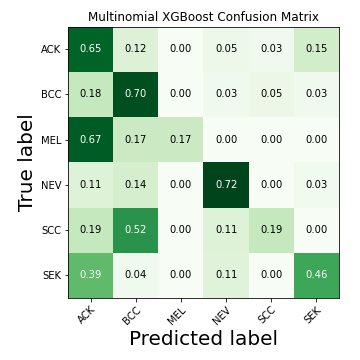 Multinomial XGBoost Confusion Matrix
True label
ACK 0.65 0.12 0.00 0.05 0.03 0.15
BCC 0.18 0.70 0.00 0.03 0.05 0.03
MEL 0.67 0.17 0.17 0.00 0.00 0.00
NEV 0.11 0.14 0.00 0.72 0.00 0.03
SCC 0.19 0.52 0.00 0.11 0.19 0.00
SEK 0.39 0.04 0.00 0.11 0.00 0.46
ACK BCC MEL NEV SCC SEK
Predicted label